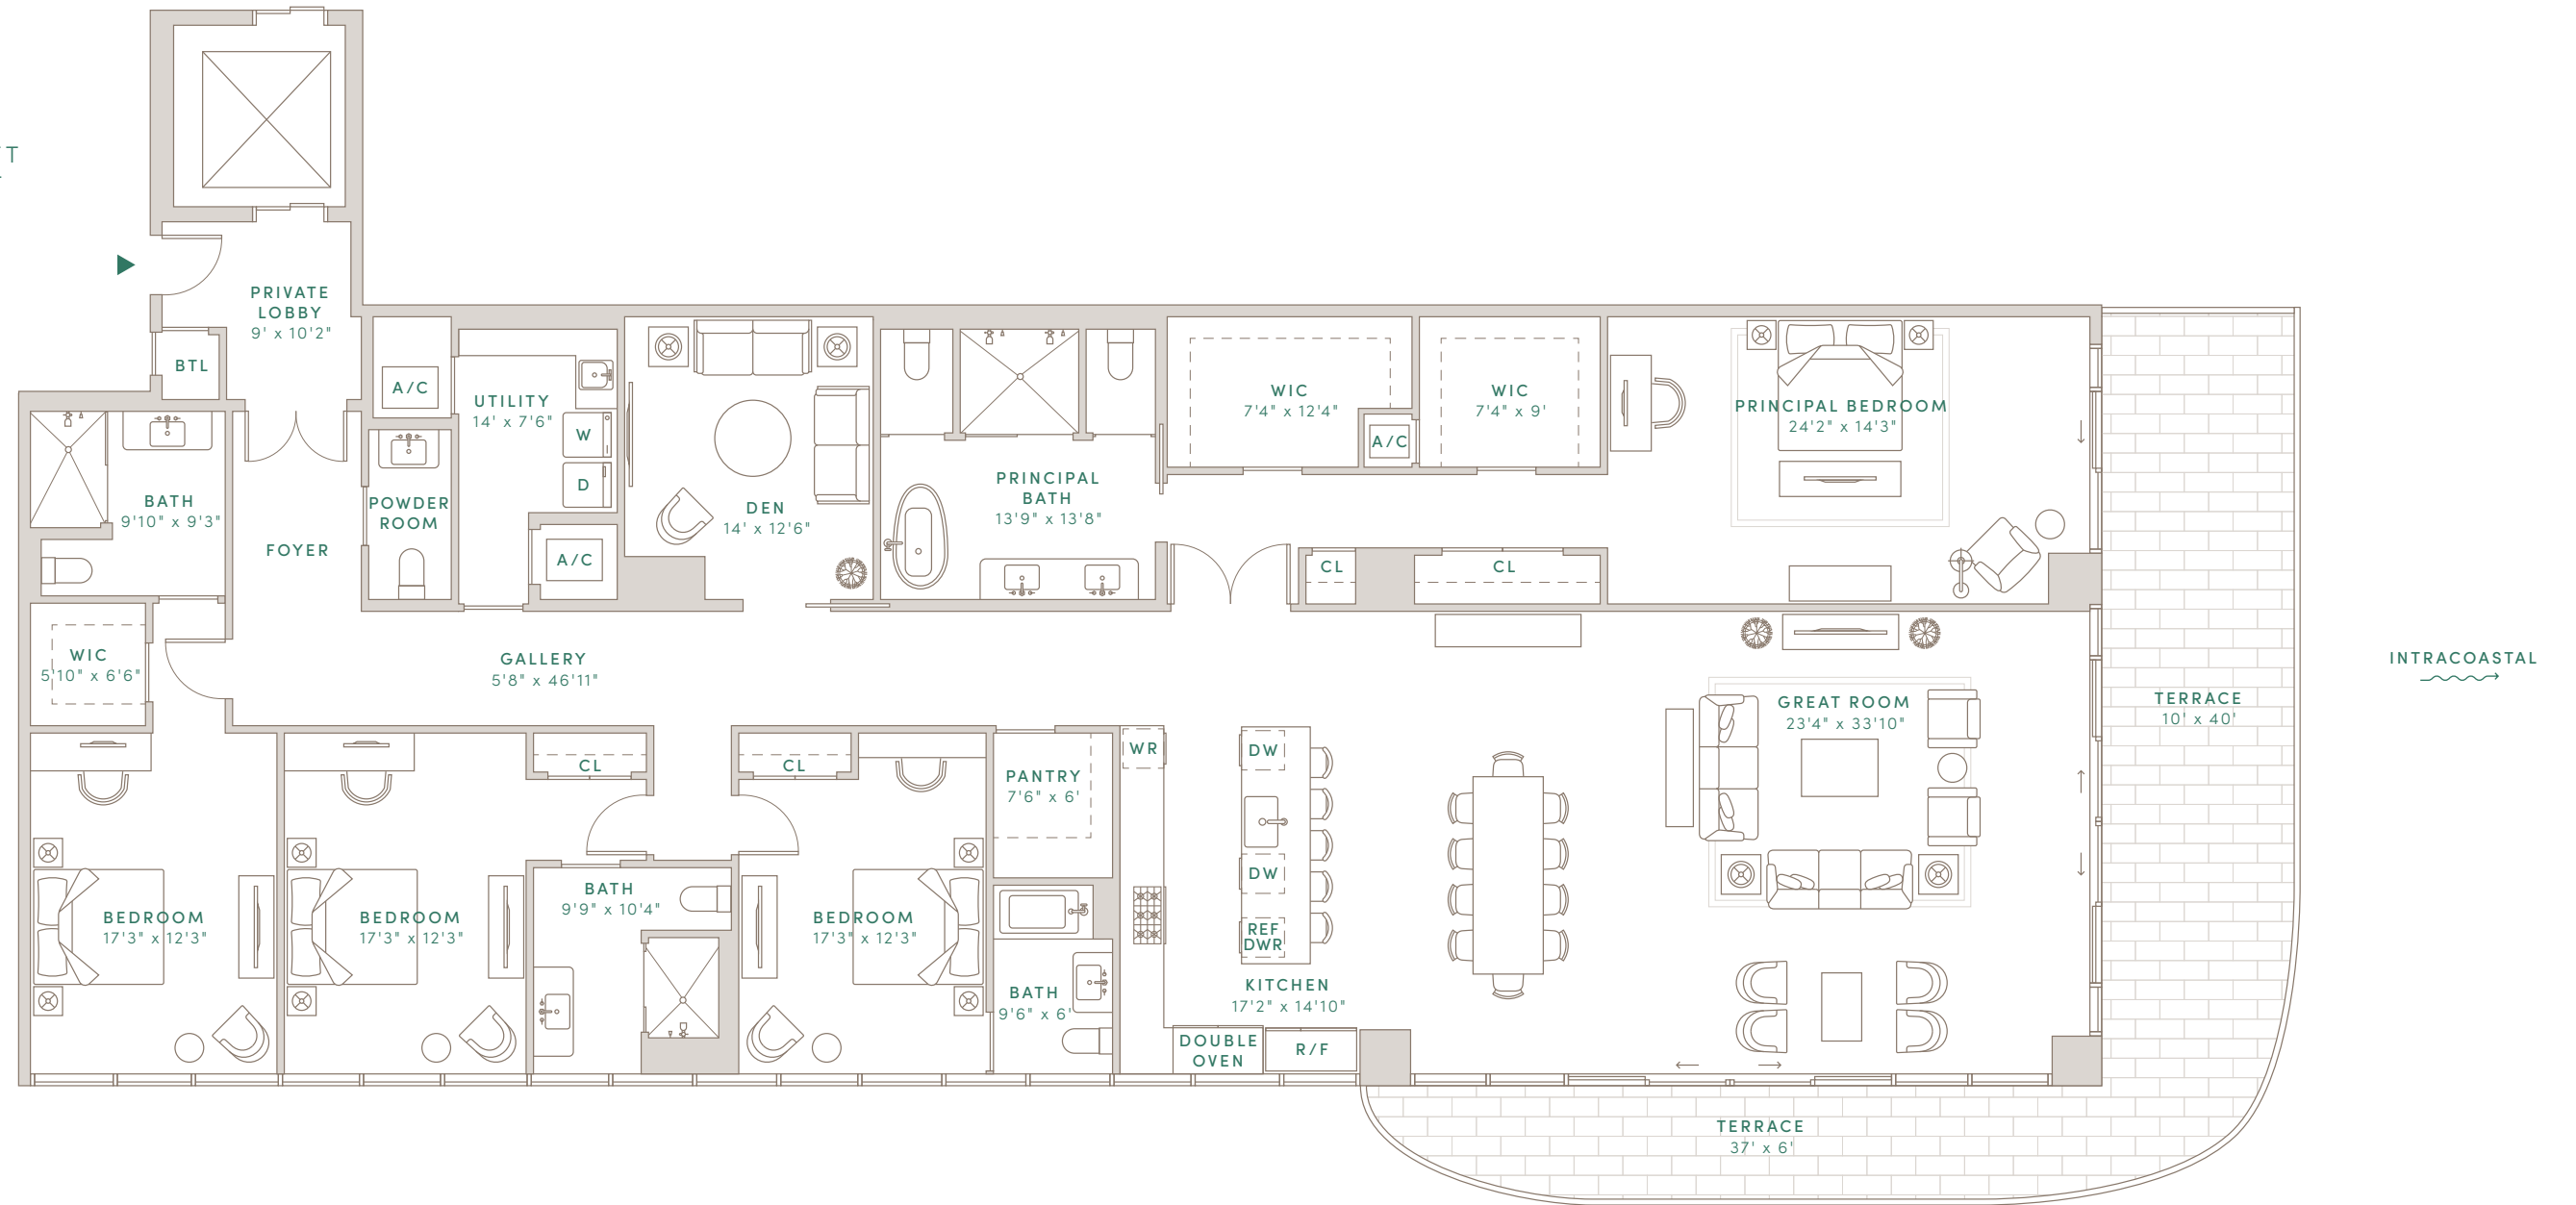 PRIVATE
LOBBY
9' x 10'2"
BTL
A/C
UTILITY
14' x 7'6"
W
D
A/C
BATH
9'10" x 9'3"
FOYER
POWDER
ROOM
DEN
14' x 12'6"
PRINCIPAL
BATH
13'9" x 13'8"
WIC
7'4" x 12'4"
A/C
WIC
7'4" x 9'
PRINCIPAL BEDROOM
24'2" x 14'3"
CL
CL
WIC
5'10" x 6'6"
GALLERY
5'8" x 46'11"
CL
CL
PANTRY
7'6" x 6'
WR
DW
DW
REF
DWR
GREAT ROOM
23'4" x 33'10"
TERRACE
10' x 40'
INTRACOASTAL
BEDROOM
17'3" x 12'3"
BEDROOM
17'3" x 12'3"
BATH
9'9" x 10'4"
BEDROOM
17'3" x 12'3"
BATH
9'6" x 6'
KITCHEN
17'2" x 14'10"
DOUBLE
OVEN
R/F
TERRACE
37' x 6'